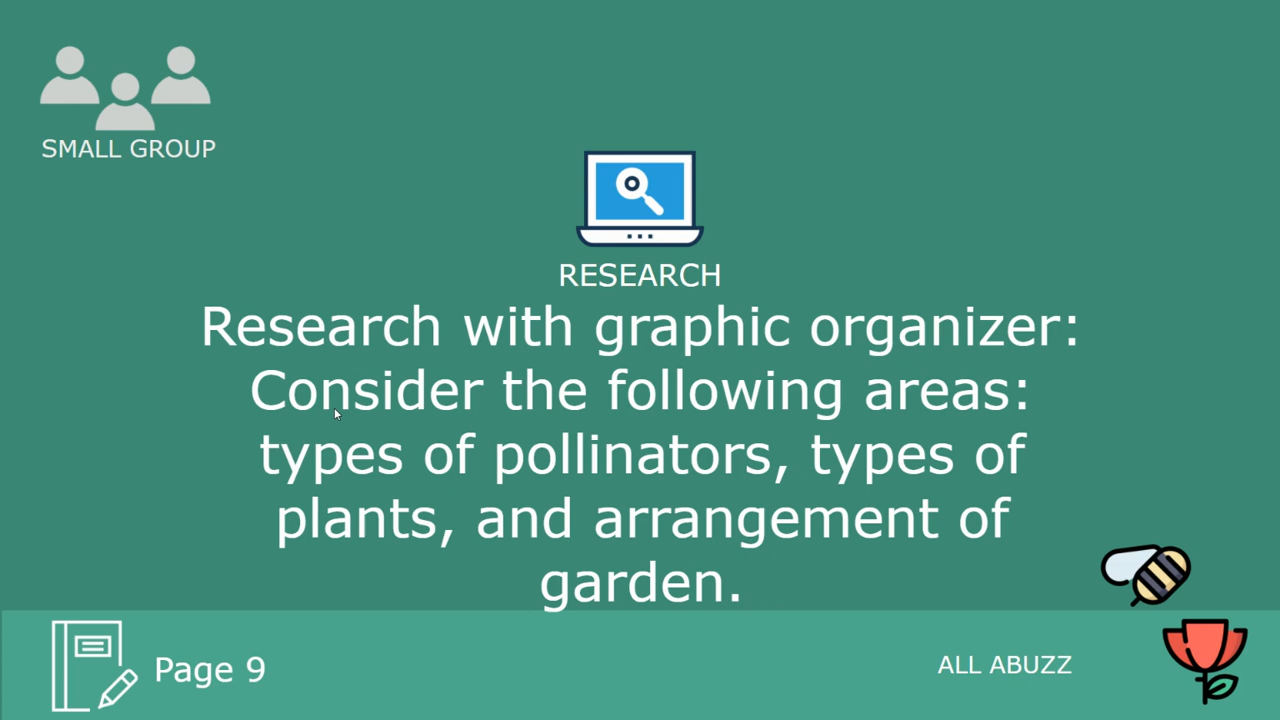 SMALL GROUP
RESEARCH
Research with graphic organizer:
Consider the following areas:
types of pollinators, types of
plants, and arrangement of
garden.
Page 9
ALL ABUZZ